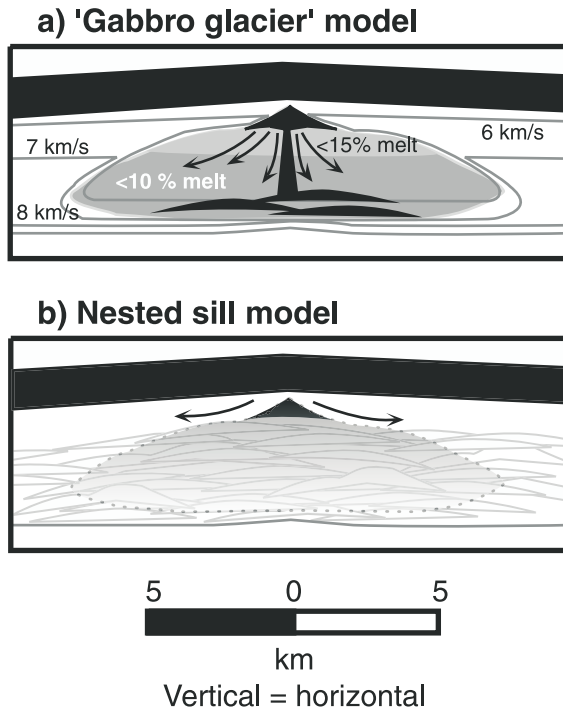 a) 'Gabbro glacier' model
6 km/s
7 km/s
<15% melt
<10 % melt
8 km/s
b) Nested sill model
5 0 5
km
Vertical = horizontal